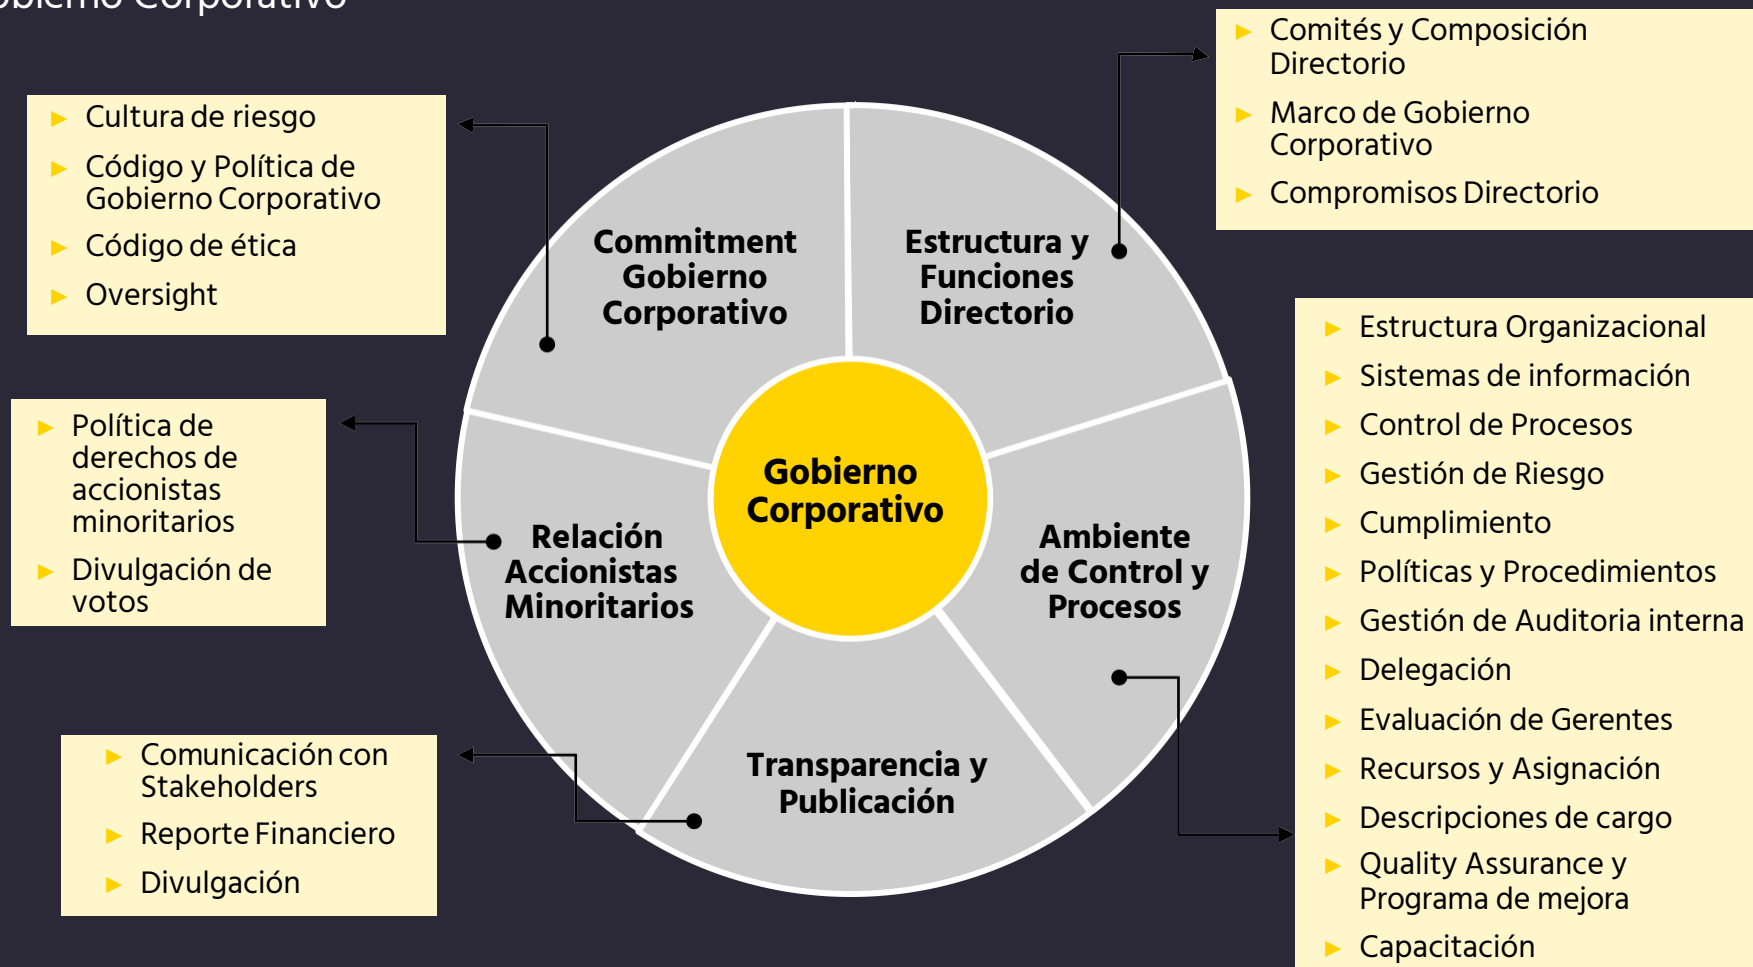 Gobierno Corporativo
Cultura de riesgo
Código y Política de
Gobierno Corporativo
Código de ética
Oversight
Política de
derechos de
accionistas
minoritarios
Divulgación de
votos
Comunicación con
Stakeholders
Reporte Financiero
Divulgación
Commitment
Gobierno
Corporativo
Estructura y
Funciones
Directorio
Gobierno
Corporativo
Relación
Accionistas
Minoritarios
Ambiente
de Control y
Procesos
Transparencia y
Publicación
Comités y Composición
Directorio
Marco de Gobierno
Corporativo
Compromisos Directorio
Estructura Organizacional
Sistemas de información
Control de Procesos
Gestión de Riesgo
Cumplimiento
Políticas y Procedimientos
Gestión de Auditoria interna
Delegación
Evaluación de Gerentes
Recursos y Asignación
Descripciones de cargo
Quality Assurance y
Programa de mejora
Capacitación